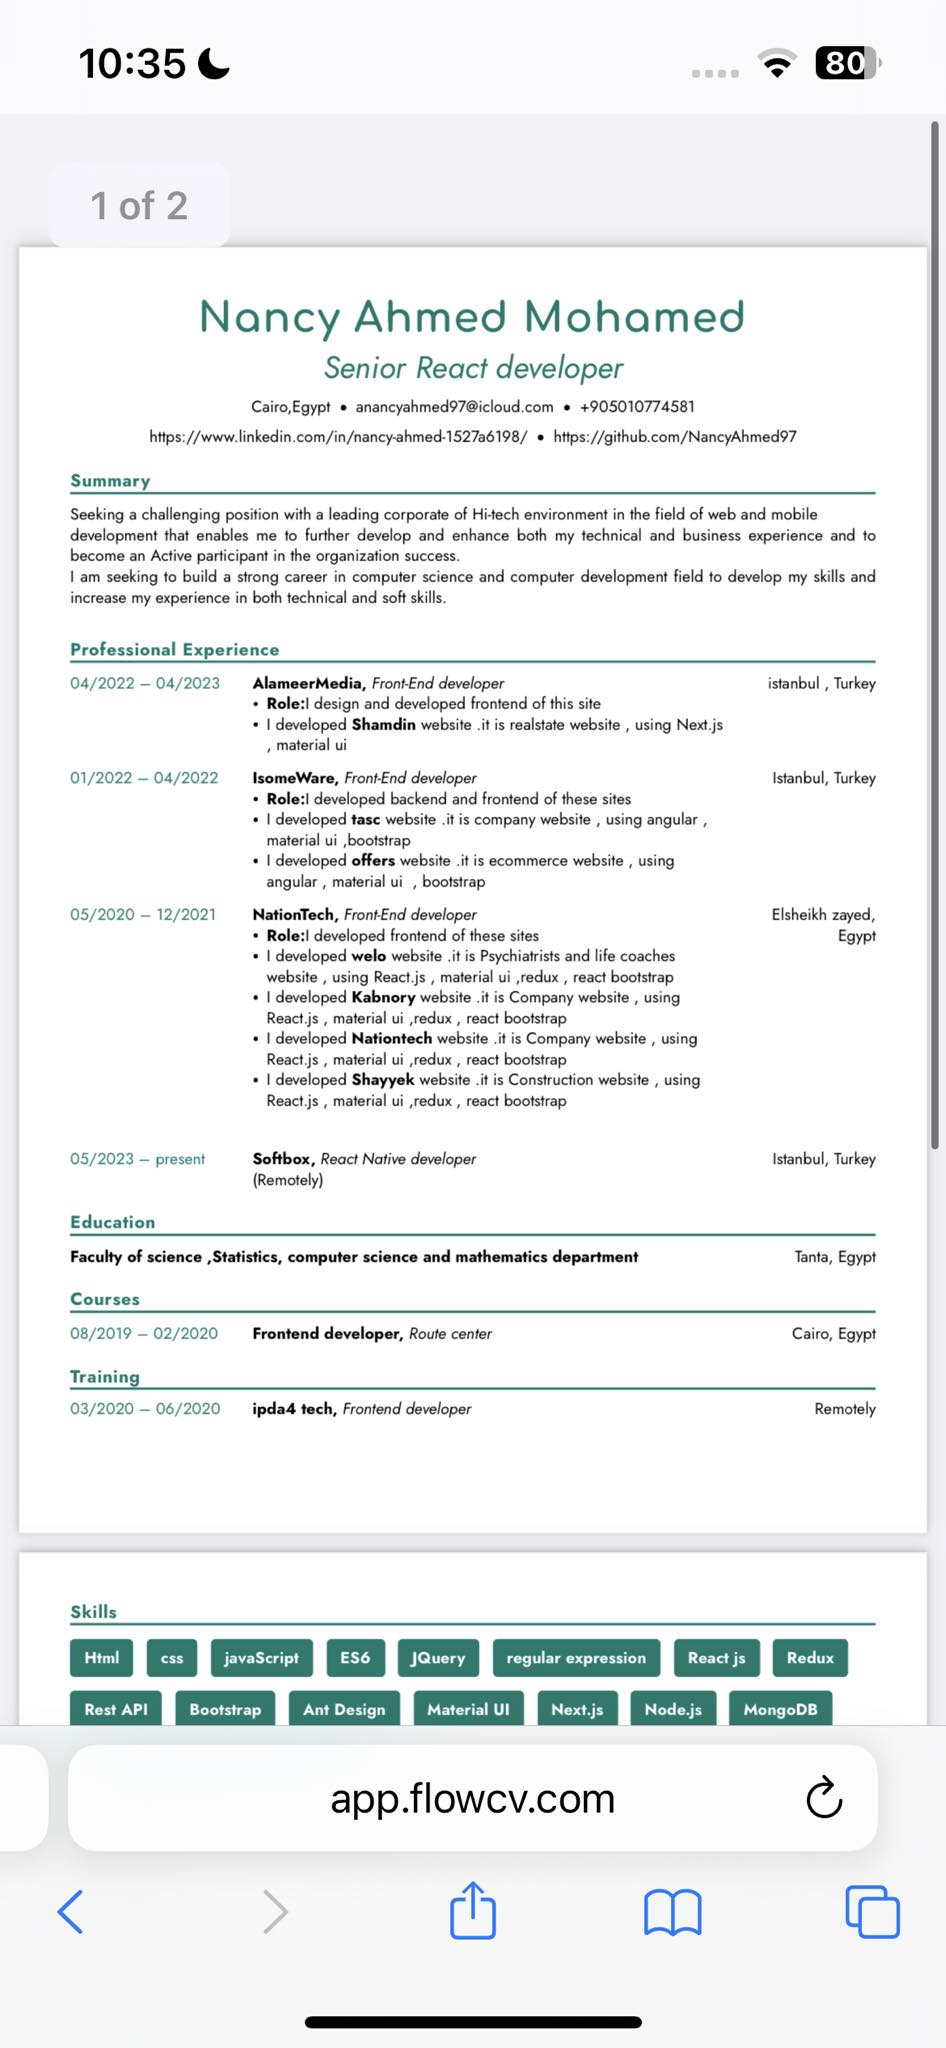 10:35
80
1 of 2
Nancy Ahmed Mohamed
Senior React developer
Cairo,Egypt • anancyahmed97@icloud.com • +905010774581
https://www.linkedin.com/in/nancy-ahmed-1527a6198/ • https://github.com/NancyAhmed97
Summary
Seeking a challenging position with a leading corporate of Hi-tech environment in the field of web and mobile
development that enables me to further develop and enhance both my technical and business experience and to
become an Active participant in the organization success.
I am seeking to build a strong career in computer science and computer development field to develop my skills and
increase my experience in both technical and soft skills.
Professional Experience
04/2022 – 04/2023 AlameerMedia, Front-End developer istanbul , Turkey
• Role:I design and developed frontend of this site
• I developed Shamdin website .it is realstate website , using Next.js
, material ui
01/2022 – 04/2022 IsomeWare, Front-End developer Istanbul, Turkey
• Role:I developed backend and frontend of these sites
• I developed tasc website .it is company website , using angular ,
material ui ,bootstrap
• I developed offers website .it is ecommerce website , using
angular , material ui , bootstrap
05/2020 – 12/2021 NationTech, Front-End developer Elsheikh zayed,
Egypt
• Role:I developed frontend of these sites
• I developed welo website .it is Psychiatrists and life coaches
website , using React.js , material ui ,redux , react bootstrap
• I developed Kabnory website .it is Company website , using
React.js , material ui ,redux , react bootstrap
• I developed Nationtech website .it is Company website , using
React.js , material ui ,redux , react bootstrap
• I developed Shayyek website .it is Construction website , using
React.js , material ui ,redux , react bootstrap
05/2023 – present Softbox, React Native developer Istanbul, Turkey
(Remotely)
Education
Faculty of science ,Statistics, computer science and mathematics department Tanta, Egypt
Courses
08/2019 – 02/2020 Frontend developer, Route center Cairo, Egypt
Training
03/2020 – 06/2020 ipda4 tech, Frontend developer Remotely
Skills
Html css javaScript ES6 JQuery regular expression React js Redux
Rest API Bootstrap Ant Design Material UI Next.js Node.js MongoDB
app.flowcv.com